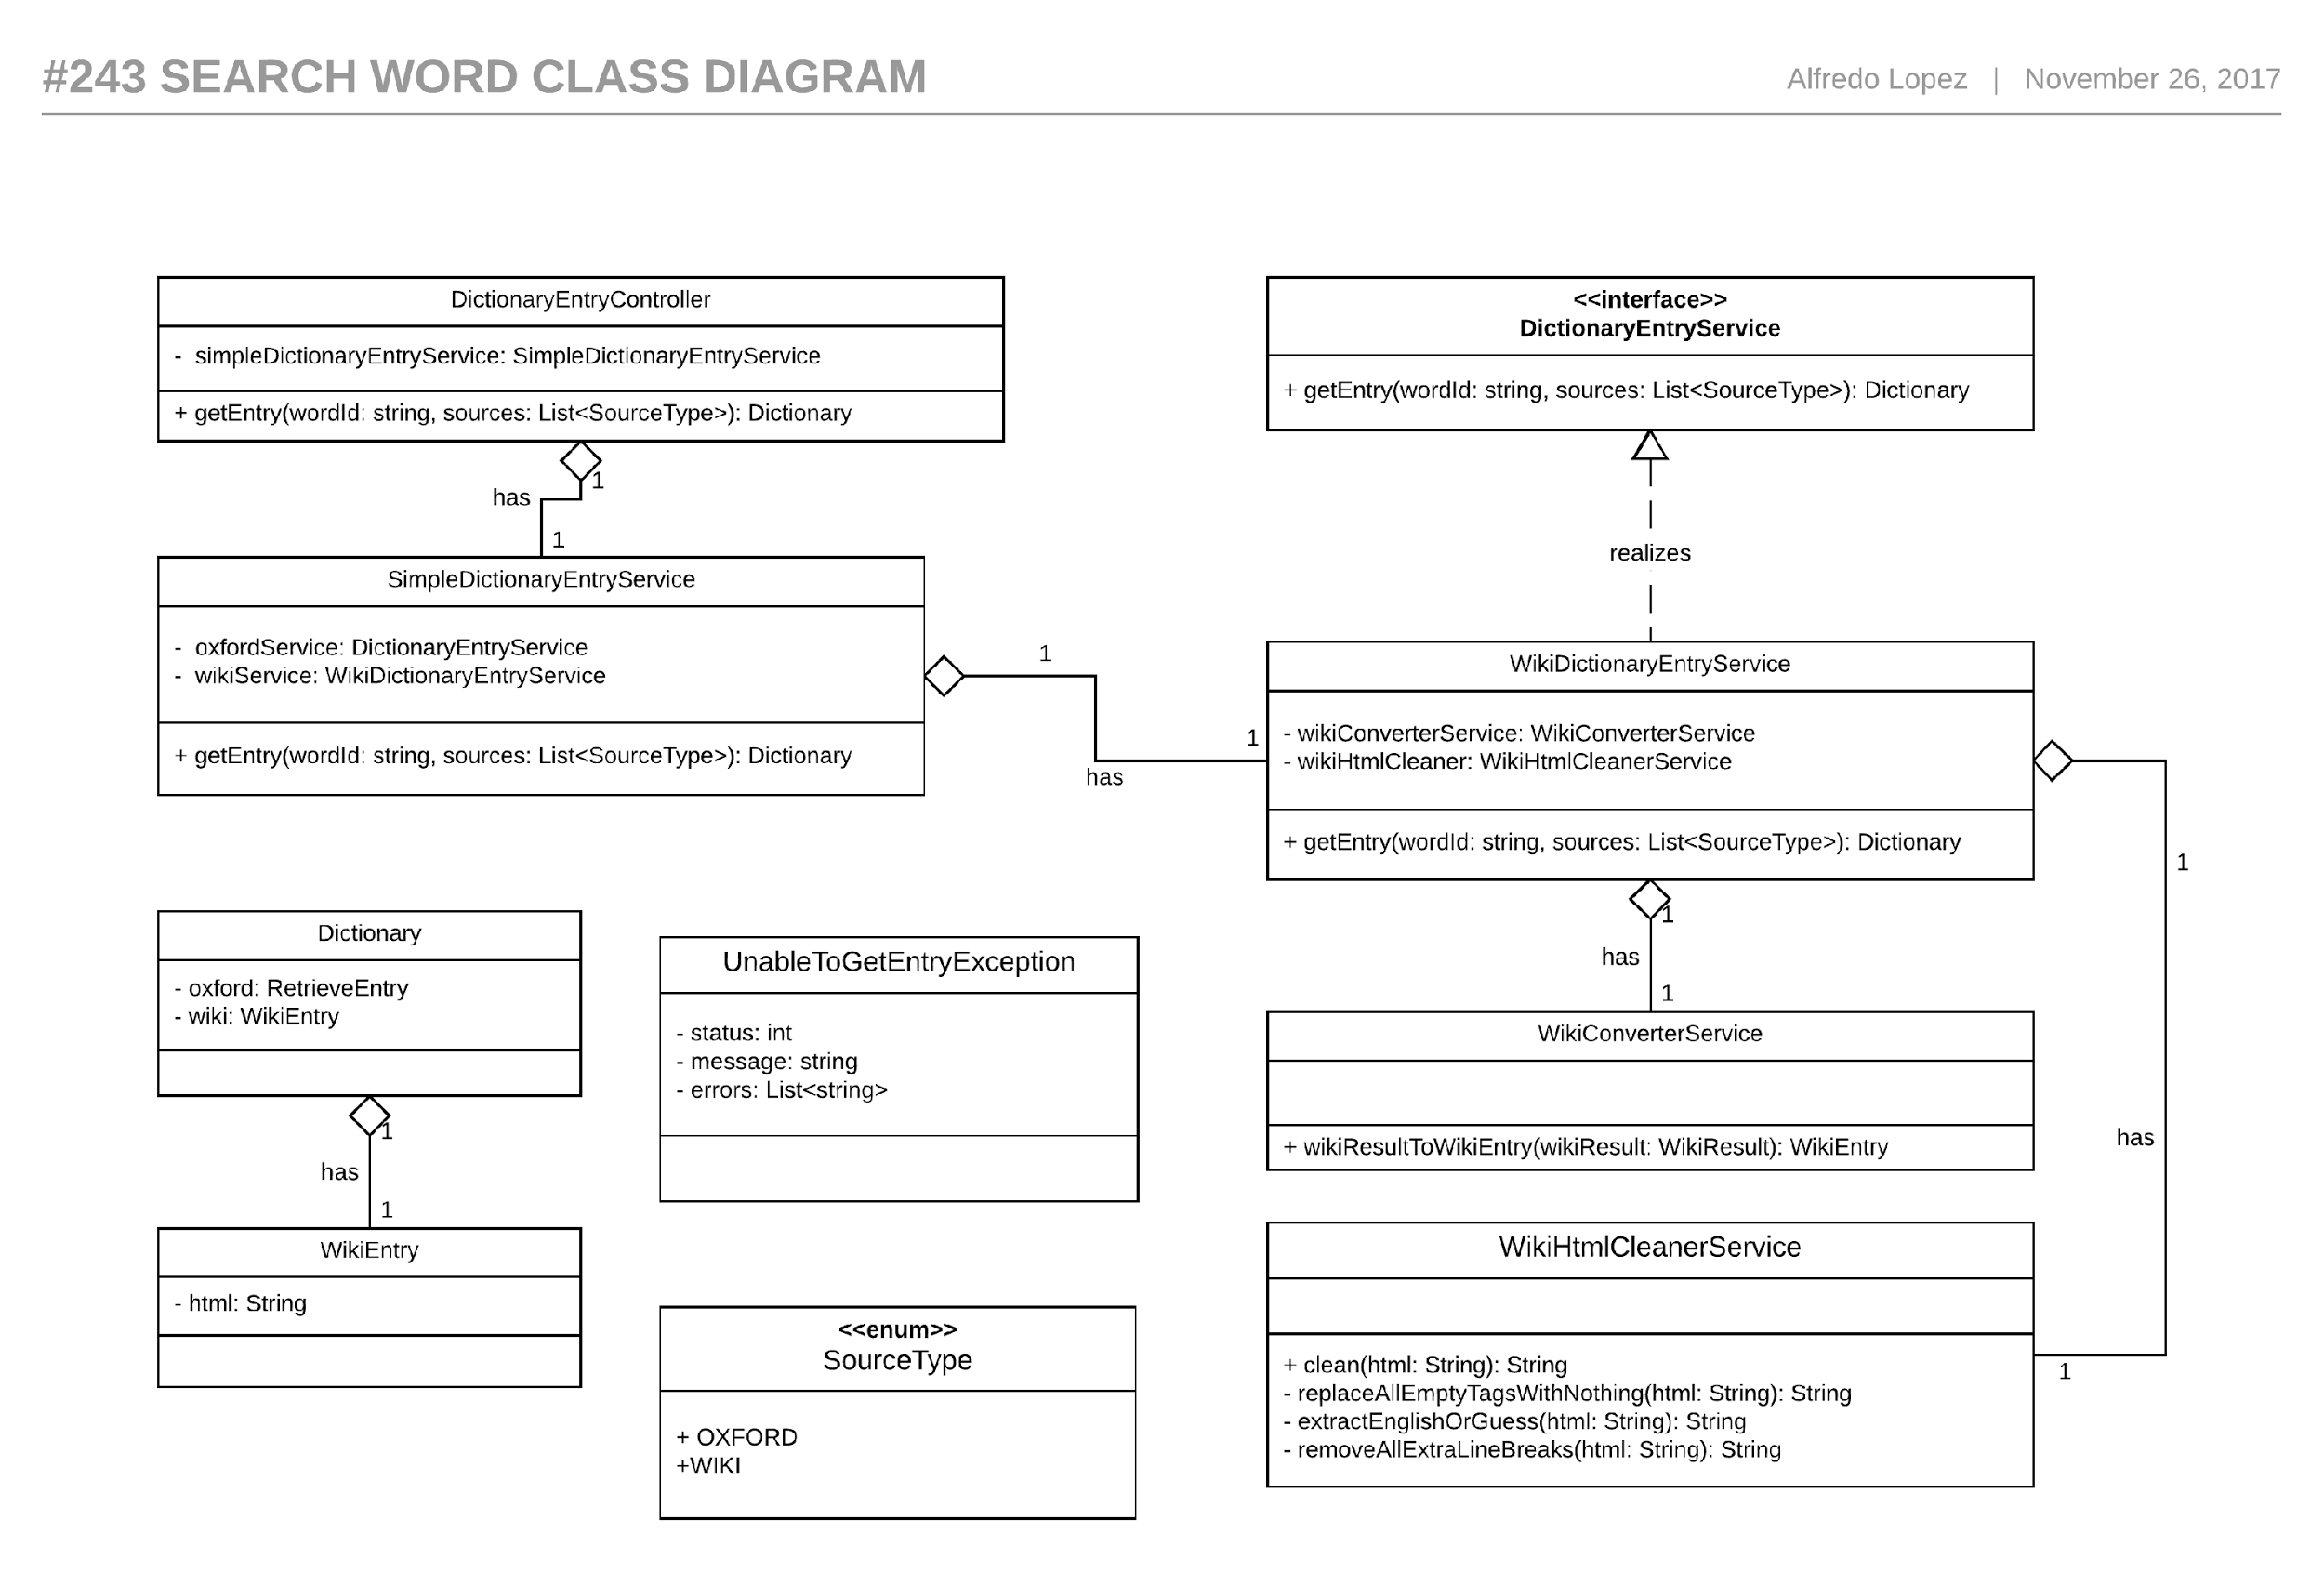 #243 SEARCH WORD CLASS DIAGRAM
Alfredo Lopez | November 26, 2017
DictionaryEntryController
- simpleDictionaryEntryService: SimpleDictionaryEntryService
+ getEntry(wordId: string, sources: List<SourceType>): Dictionary
1
has
1
SimpleDictionaryEntryService
- oxfordService: DictionaryEntryService
- wikiService: WikiDictionaryEntryService
+ getEntry(wordId: string, sources: List<SourceType>): Dictionary
1
1
has
<<interface>>
DictionaryEntryService
+ getEntry(wordId: string, sources: List<SourceType>): Dictionary
realizes
WikiDictionaryEntryService
- wikiConverterService: WikiConverterService
- wikiHtmlCleaner: WikiHtmlCleanerService
+ getEntry(wordId: string, sources: List<SourceType>): Dictionary
1
has
1
1
has
1
WikiConverterService
+ wikiResultToWikiEntry(wikiResult: WikiResult): WikiEntry
WikiHtmlCleanerService
+ clean(html: String): String
- replaceAllEmptyTagsWithNothing(html: String): String
- extractEnglishOrGuess(html: String): String
- removeAllExtraLineBreaks(html: String): String
Dictionary
- oxford: RetrieveEntry
- wiki: WikiEntry
1
has
1
WikiEntry
- html: String
UnableToGetEntryException
- status: int
- message: string
- errors: List<string>
<<enum>>
SourceType
+ OXFORD
+WIKI